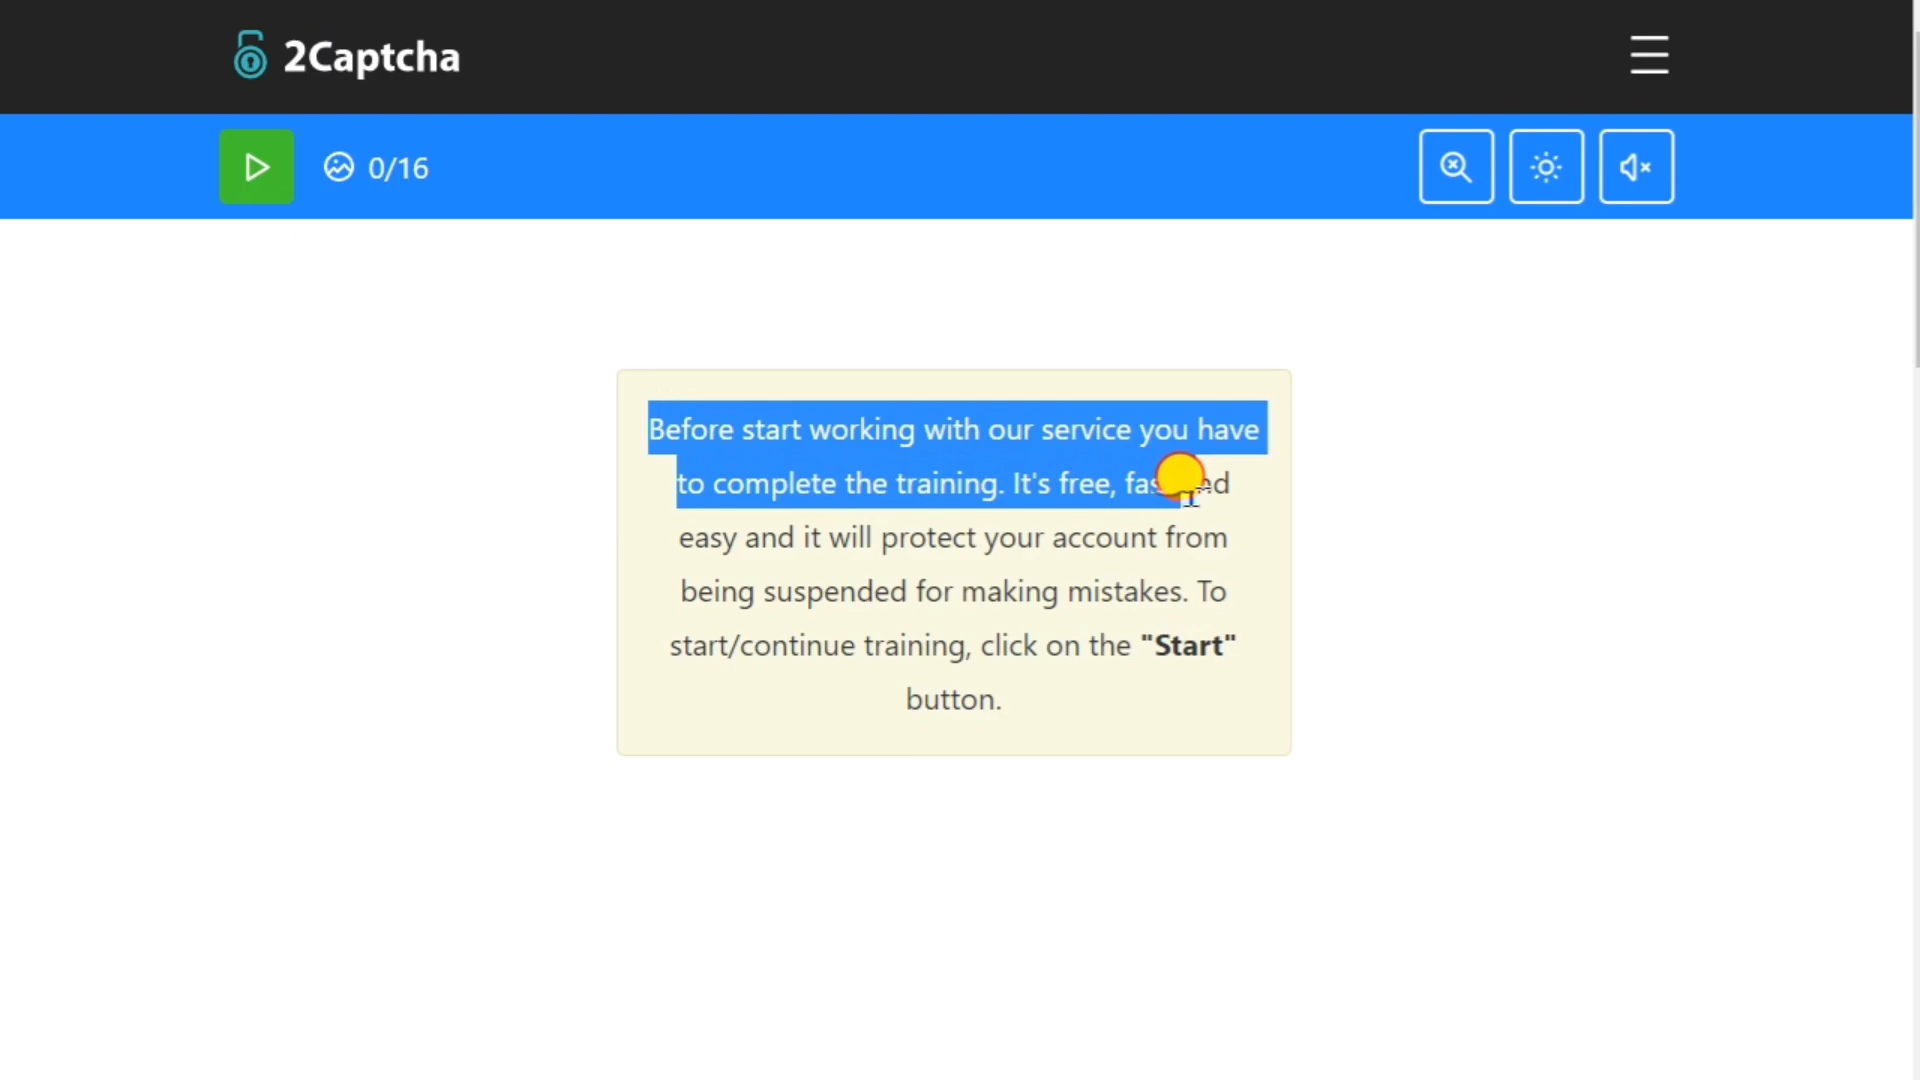 2Captcha
0/16
Before start working with our service you have
to complete the training. It's free,
easy and it will protect your account from
being suspended for making mistakes. To
start/continue training, click on the "Start"
button.